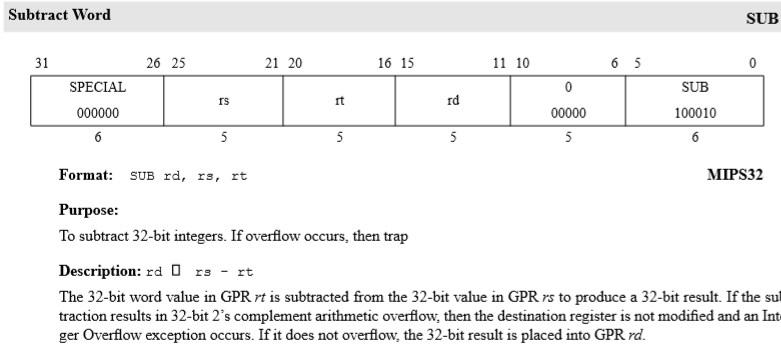 Subtract Word SUB
31 26 25 21 20 16 15 11 10 6 5 0
SPECIAL rs rt rd 0 SUB
000000 00000 100010
6 5 5 5 5 6
Format: SUB rd, rs, rt MIPS32
Purpose:
To subtract 32-bit integers. If overflow occurs, then trap
Description: rd □ rs - rt
The 32-bit word value in GPR rt is subtracted from the 32-bit value in GPR rs to produce a 32-bit result. If the sub
traction results in 32-bit 2’s complement arithmetic overflow, then the destination register is not modified and an Inte
ger Overflow exception occurs. If it does not overflow, the 32-bit result is placed into GPR rd.